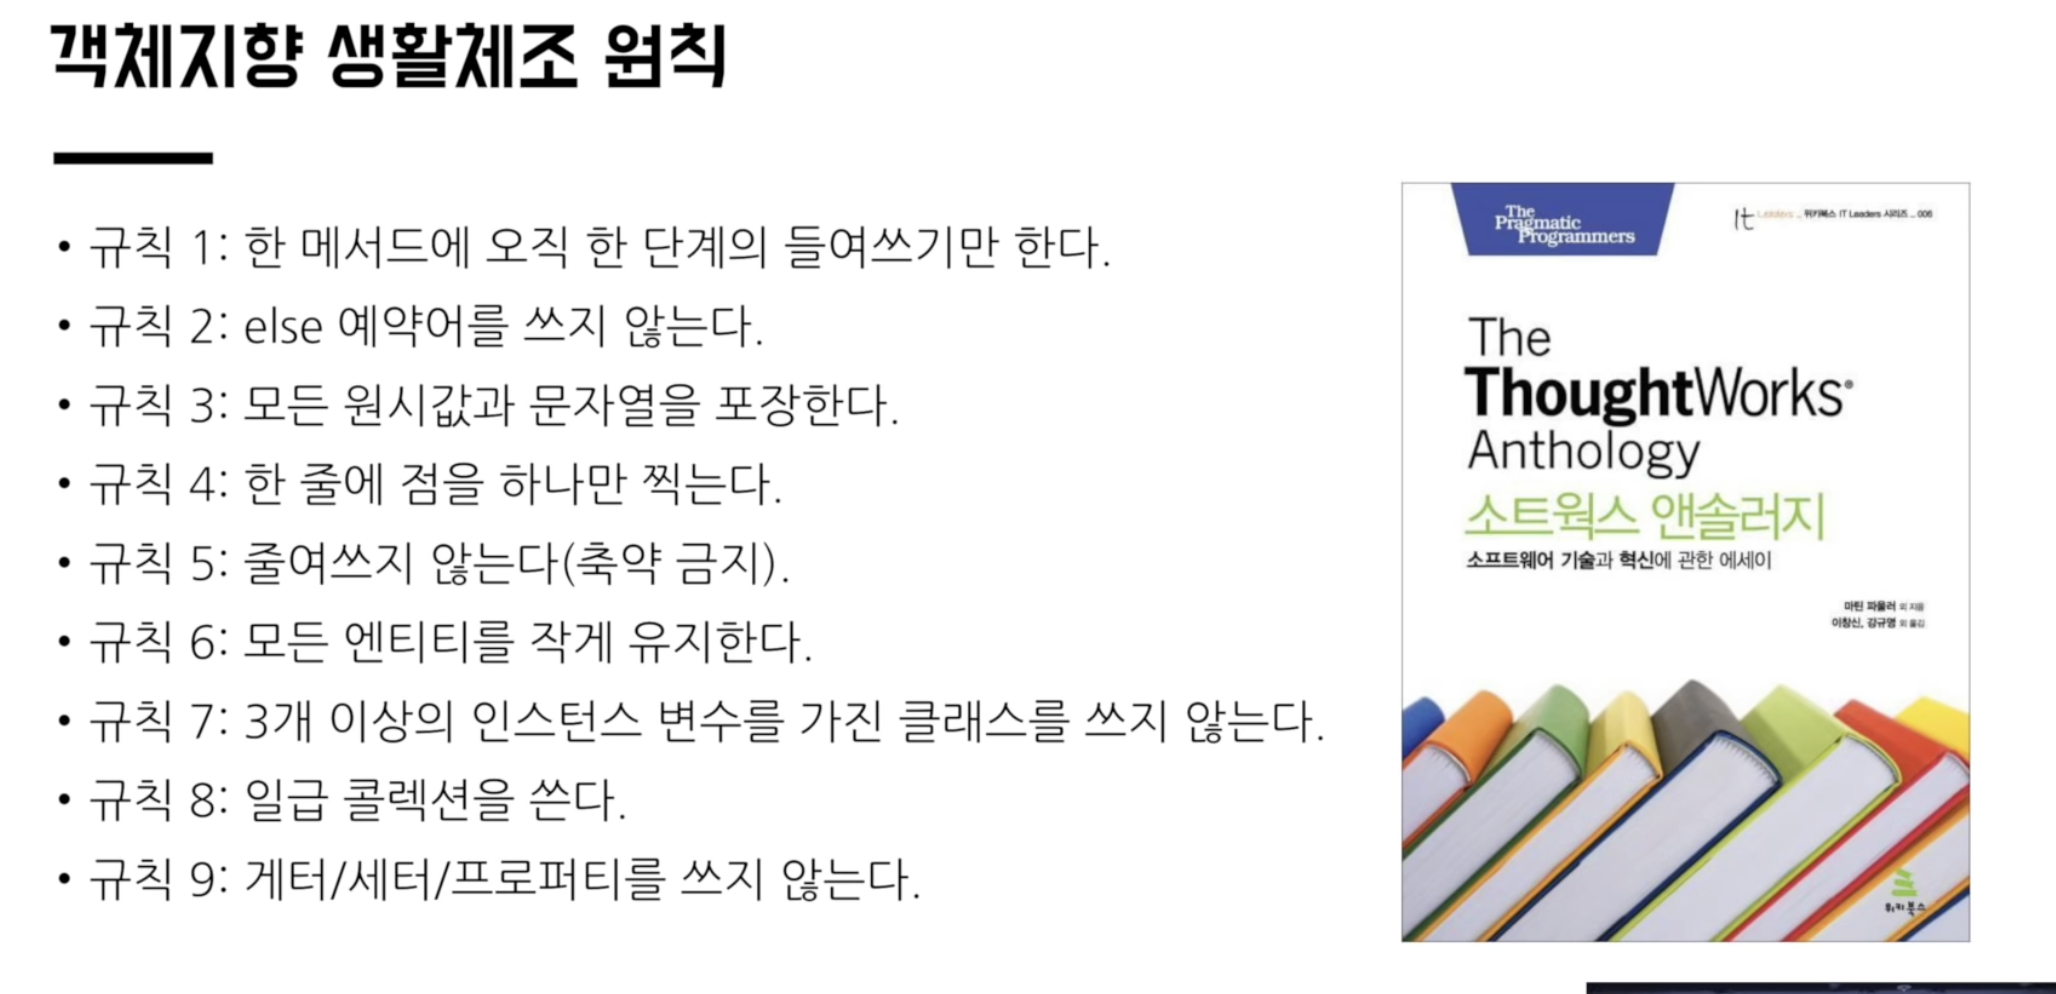 객체지향 생활체조 원칙
• 규칙 1: 한 메서드에 오직 한 단계의 들여쓰기만 한다.
• 규칙 2: else 예약어를 쓰지 않는다.
• 규칙 3: 모든 원시값과 문자열을 포장한다.
• 규칙 4: 한 줄에 점을 하나만 찍는다.
• 규칙 5: 줄여쓰지 않는다(축약 금지).
• 규칙 6: 모든 엔티티를 작게 유지한다.
• 규칙 7: 3개 이상의 인스턴스 변수를 가진 클래스를 쓰지 않는다.
• 규칙 8: 일급 콜렉션을 쓴다.
• 규칙 9: 게터/세터/프로퍼티를 쓰지 않는다.
The
Pragmatic
Programmers
It Leaders _ 위키북스 IT Leaders 시리즈 _ 006
The
ThoughtWorks®
Anthology
소트웍스 앤솔러지
소프트웨어 기술과 혁신에 관한 에세이
마틴 파울러 외 지음
이창신, 강규영 외 옮김
위키북스